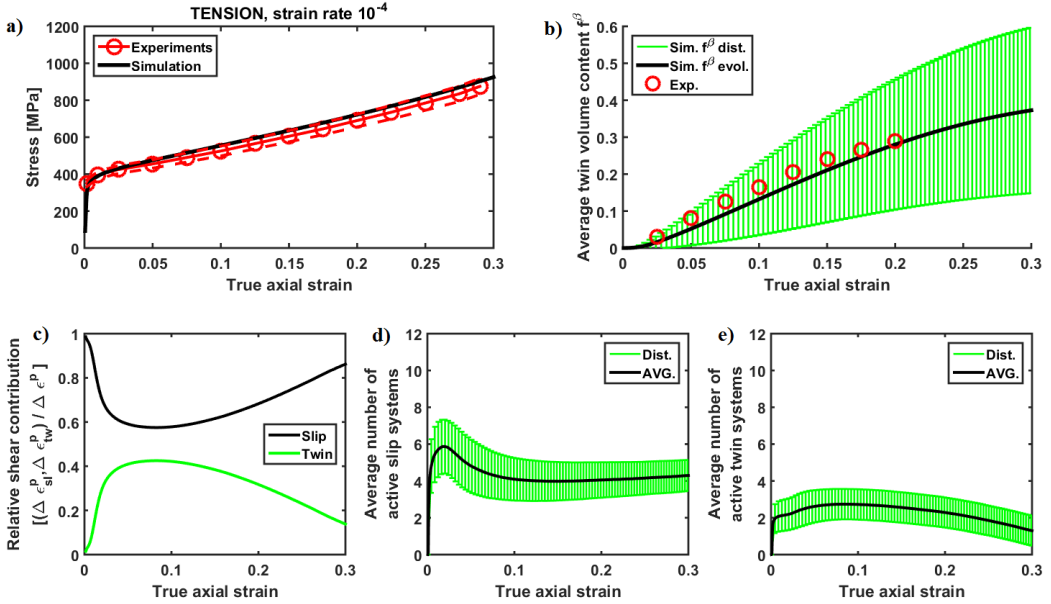 TENSION, strain rate 10⁻⁴
a)
1200
1000
800
600
400
200
0
Stress [MPa]
Experiments
Simulation
0
0.05
0.1
0.15
0.2
0.25
0.3
True axial strain
b)
0.6
0.5
0.4
0.3
0.2
0.1
0
Average twin volume content f^β
Sim. f^β dist.
Sim. f^β evol.
Exp.
0
0.05
0.1
0.15
0.2
0.25
0.3
True axial strain
c)
1
0.8
0.6
0.4
0.2
0
Relative shear contribution
[(Δ ϵ^p_sl, Δ ϵ^p_tw) / Δ ϵ^p]
Slip
Twin
0
0.1
0.2
0.3
True axial strain
d)
12
10
8
6
4
2
0
Average number of
active slip systems
Dist.
AVG.
0
0.1
0.2
0.3
True axial strain
e)
12
10
8
6
4
2
0
Average number of
active twin systems
Dist.
AVG.
0
0.1
0.2
0.3
True axial strain